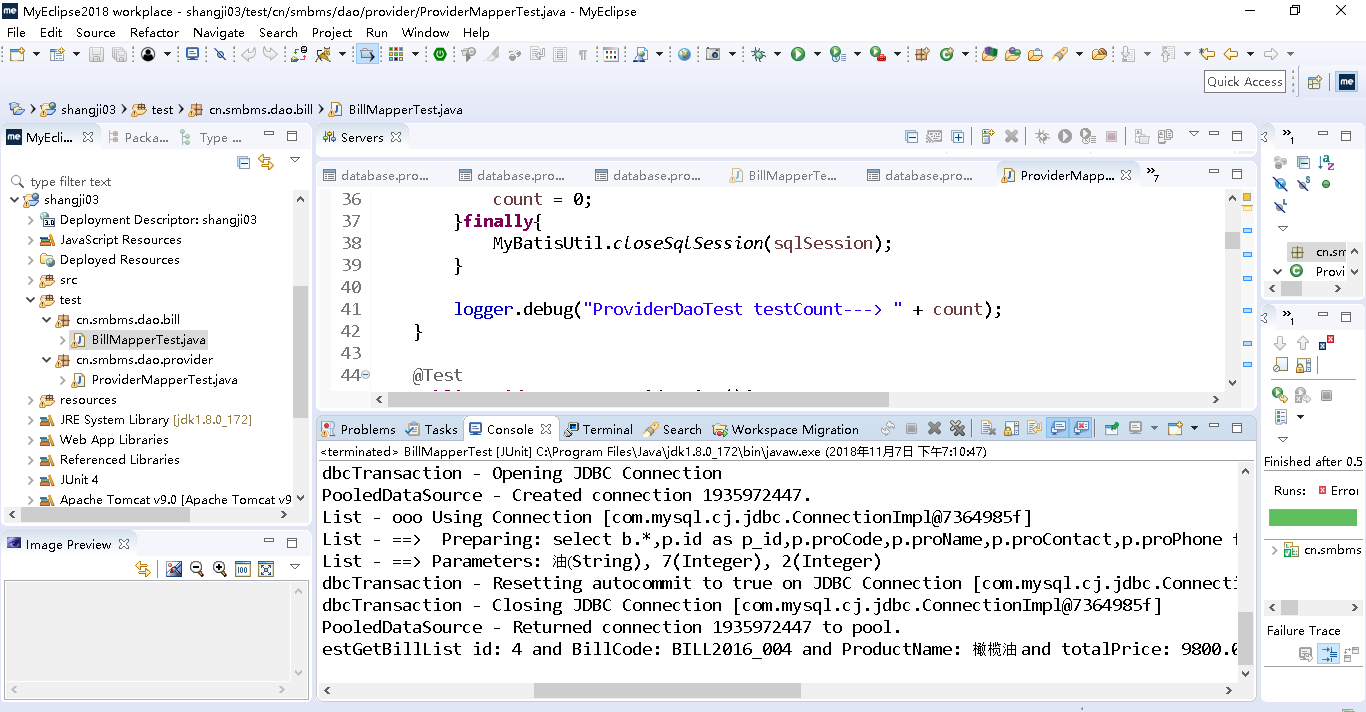 MyEclipse2018 workplace - shangji03/test/cn/smbms/dao/provider/ProviderMapperTest.java - MyEclipse
File Edit Source Refactor Navigate Search Project Run Window Help
Quick Access
shangji03 test cn.smbms.dao.bill BillMapperTest.java
MyEcli... Packa... Type ...
type filter text
shangji03
Deployment Descriptor: shangji03
JavaScript Resources
Deployed Resources
src
test
cn.smbms.dao.bill
BillMapperTest.java
cn.smbms.dao.provider
ProviderMapperTest.java
resources
JRE System Library [jdk1.8.0_172]
Web App Libraries
Referenced Libraries
JUnit 4
Apache Tomcat v9.0 [Apache Tomcat v9
Image Preview
Servers
database.pro... database.pro... database.pro... BillMapperTe... database.pro... ProviderMapp... »7
36 count = 0;
37 }finally{
38 MyBatisUtil.closeSqlSession(sqlSession);
39 }
40
41 logger.debug("ProviderDaoTest testCount---> " + count);
42 }
43
44 @Test
Problems Tasks Console Terminal Search Workspace Migration
<terminated> BillMapperTest [JUnit] C:\Program Files\Java\jdk1.8.0_172\bin\javaw.exe (2018年11月7日 下午7:10:47)
dbcTransaction - Opening JDBC Connection
PooledDataSource - Created connection 1935972447.
List - ooo Using Connection [com.mysql.cj.jdbc.ConnectionImpl@7364985f]
List - ==>  Preparing: select b.*,p.id as p_id,p.proCode,p.proName,p.proContact,p.proPhone f
List - ==> Parameters: 油(String), 7(Integer), 2(Integer)
dbcTransaction - Resetting autocommit to true on JDBC Connection [com.mysql.cj.jdbc.Connecti
dbcTransaction - Closing JDBC Connection [com.mysql.cj.jdbc.ConnectionImpl@7364985f]
PooledDataSource - Returned connection 1935972447 to pool.
estGetBillList id: 4 and BillCode: BILL2016_004 and ProductName: 橄榄油 and totalPrice: 9800.0
»1
cn.sm
Provi
»1
Finished after 0.5
Runs: Error
cn.smbms
Failure Trace